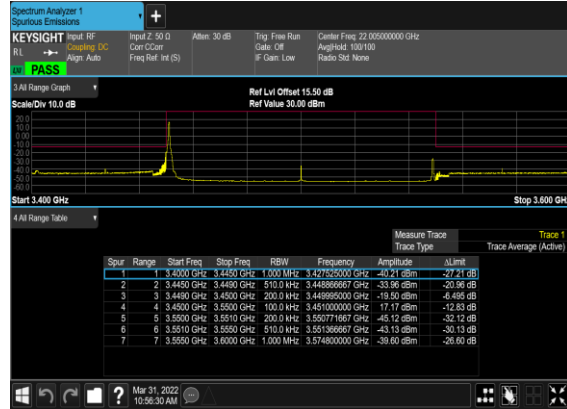 Spectrum Analyzer 1
Spurious Emissions
+
KEYSIGHT Input: RF Input Z: 50 Ω Atten: 30 dB Trig: Free Run Center Freq: 22.005000000 GHz
RL Coupling: DC Corr CCorr Gate: Off Avg|Hold: 100/100
Align: Auto Freq Ref: Int (S) IF Gain: Low Radio Std: None
LW PASS
3 All Range Graph Ref Lvl Offset 15.50 dB
Scale/Div 10.0 dB Ref Value 30.00 dBm
20.0
10.0
0.00
-10.0
-20.0
-30.0
-40.0
-50.0
-60.0
Start 3.400 GHz Stop 3.600 GHz
4 All Range Table
Measure Trace Trace 1
Trace Type Trace Average (Active)
Spur Range Start Freq Stop Freq RBW Frequency Amplitude ΔLimit
1 1 3.4000 GHz 3.4450 GHz 1.000 MHz 3.427525000 GHz -40.21 dBm -27.21 dB
2 2 3.4450 GHz 3.4490 GHz 510.0 kHz 3.448866667 GHz -33.96 dBm -20.96 dB
3 3 3.4490 GHz 3.4500 GHz 200.0 kHz 3.449995000 GHz -19.50 dBm -6.495 dB
4 4 3.4500 GHz 3.5500 GHz 100.0 kHz 3.451000000 GHz 17.17 dBm -12.83 dB
5 5 3.5500 GHz 3.5510 GHz 200.0 kHz 3.550771667 GHz -45.12 dBm -32.12 dB
6 6 3.5510 GHz 3.5550 GHz 510.0 kHz 3.551366667 GHz -43.13 dBm -30.13 dB
7 7 3.5550 GHz 3.6000 GHz 1.000 MHz 3.574800000 GHz -39.60 dBm -26.60 dB
? Mar 31, 2022
10:56:30 AM